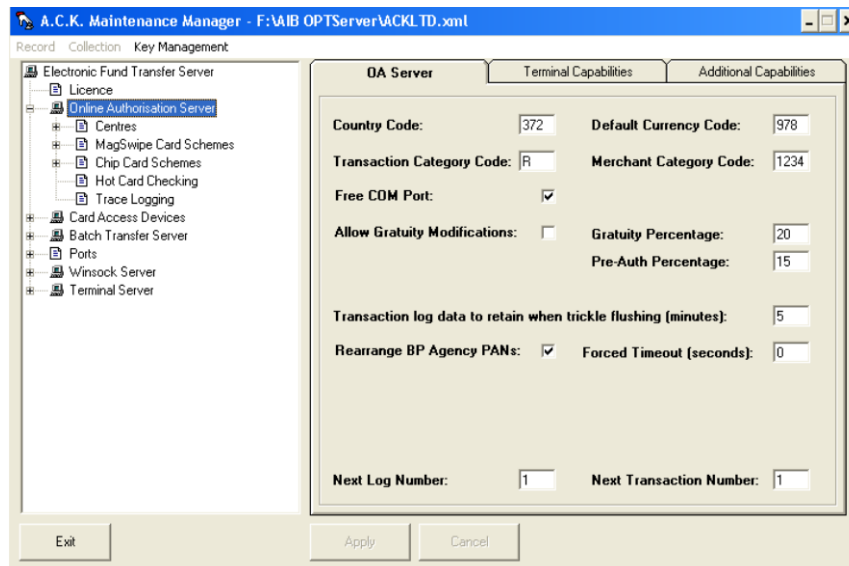 A.C.K. Maintenance Manager - F:\AIB OPTServer\ACKLTD.xml
Record Collection Key Management
Electronic Fund Transfer Server
Licence
Online Authorisation Server
Centres
MagSwipe Card Schemes
Chip Card Schemes
Hot Card Checking
Trace Logging
Card Access Devices
Batch Transfer Server
Ports
Winsock Server
Terminal Server
OA Server Terminal Capabilities Additional Capabilities
Country Code: 372 Default Currency Code: 978
Transaction Category Code: R Merchant Category Code: 1234
Free COM Port:
Allow Gratuity Modifications: Gratuity Percentage: 20
Pre-Auth Percentage: 15
Transaction log data to retain when trickle flushing (minutes): 5
Rearrange BP Agency PANs: Forced Timeout (seconds): 0
Next Log Number: 1 Next Transaction Number: 1
Exit Apply Cancel